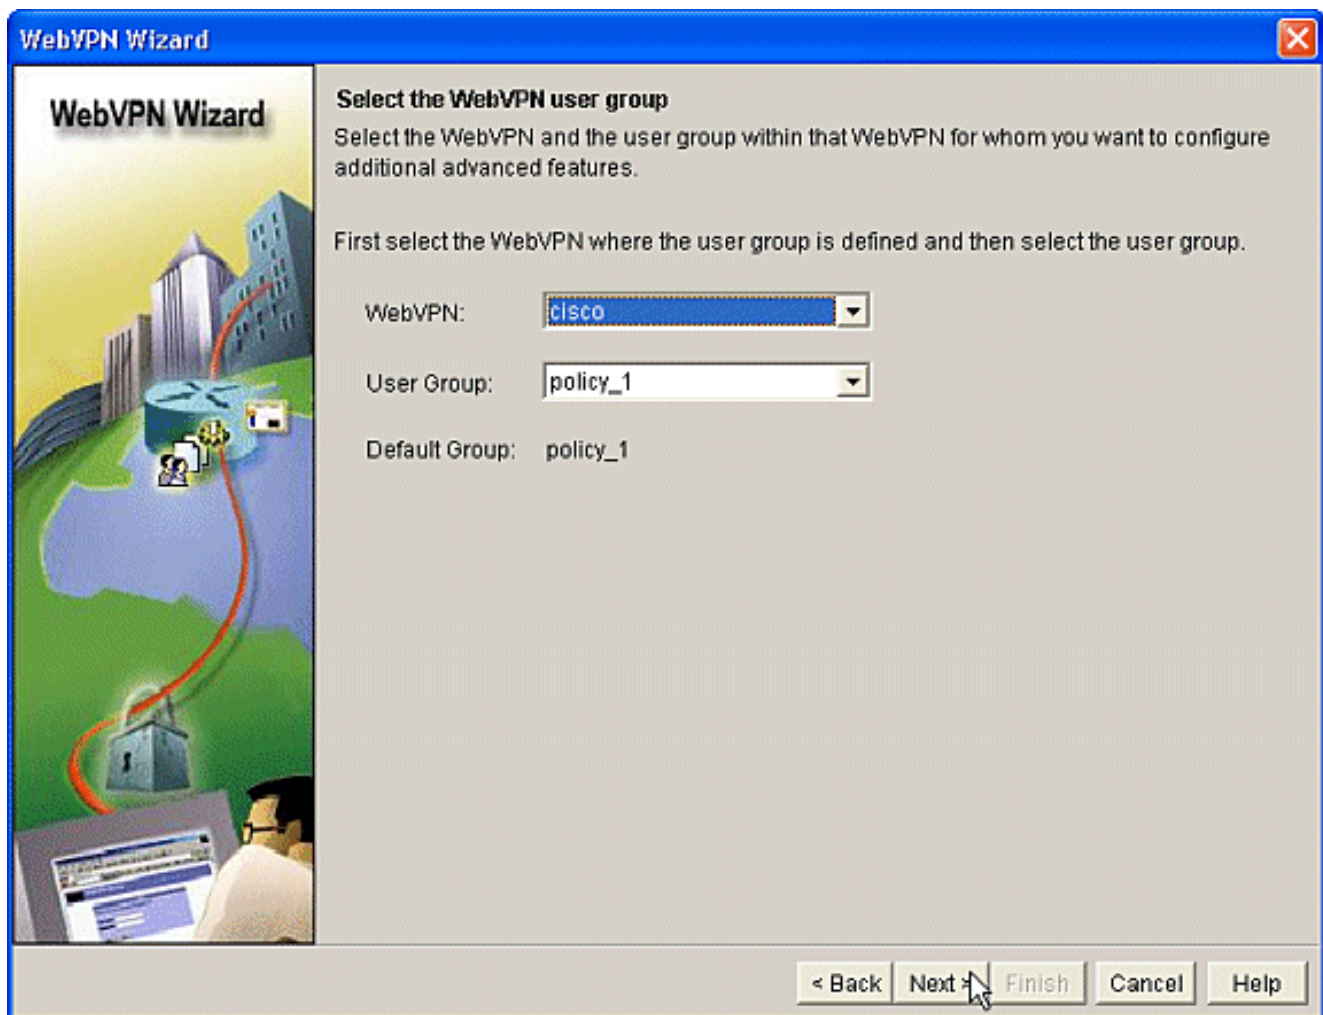 WebVPN Wizard
WebVPN Wizard
Select the WebVPN user group
Select the WebVPN and the user group within that WebVPN for whom you want to configure
additional advanced features.
First select the WebVPN where the user group is defined and then select the user group.
WebVPN: cisco
User Group: policy_1
Default Group: policy_1
< Back Next > Finish Cancel Help